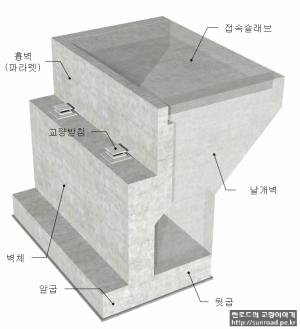 접속슬래브
흉벽
(파라펫)
교량받침
날개벽
벽체
앞굽
뒷굽
썬로드의 교량이야기
http://sunroad.pe.kr